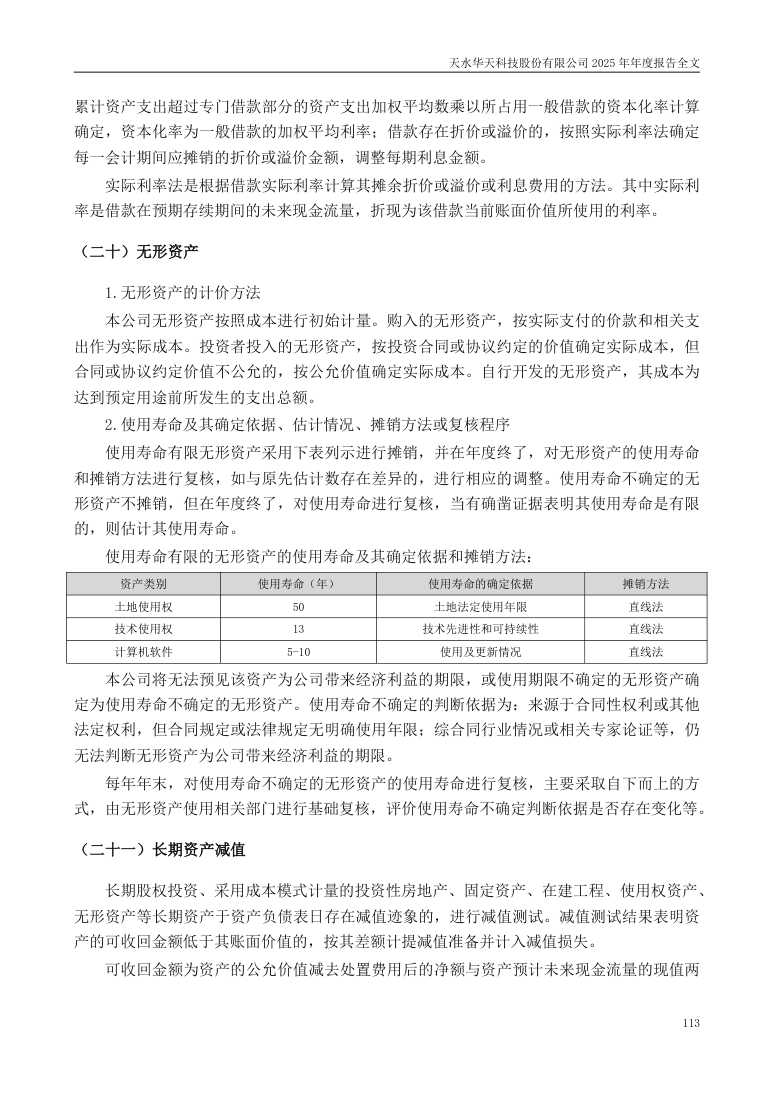 天水华天科技股份有限公司 2025 年年度报告全文
累计资产支出超过专门借款部分的资产支出加权平均数乘以所占用一般借款的资本化率计算
确定，资本化率为一般借款的加权平均利率；借款存在折价或溢价的，按照实际利率法确定
每一会计期间应摊销的折价或溢价金额，调整每期利息金额。
实际利率法是根据借款实际利率计算其摊余折价或溢价或利息费用的方法。其中实际利
率是借款在预期存续期间的未来现金流量，折现为该借款当前账面价值所使用的利率。
（二十）无形资产
1.无形资产的计价方法
本公司无形资产按照成本进行初始计量。购入的无形资产，按实际支付的价款和相关支
出作为实际成本。投资者投入的无形资产，按投资合同或协议约定的价值确定实际成本，但
合同或协议约定价值不公允的，按公允价值确定实际成本。自行开发的无形资产，其成本为
达到预定用途前所发生的支出总额。
2.使用寿命及其确定依据、估计情况、摊销方法或复核程序
使用寿命有限无形资产采用下表列示进行摊销，并在年度终了，对无形资产的使用寿命
和摊销方法进行复核，如与原先估计数存在差异的，进行相应的调整。使用寿命不确定的无
形资产不摊销，但在年度终了，对使用寿命进行复核，当有确凿证据表明其使用寿命是有限
的，则估计其使用寿命。
使用寿命有限的无形资产的使用寿命及其确定依据和摊销方法：
资产类别 使用寿命（年） 使用寿命的确定依据 摊销方法
土地使用权 50 土地法定使用年限 直线法
技术使用权 13 技术先进性和可持续性 直线法
计算机软件 5-10 使用及更新情况 直线法
本公司将无法预见该资产为公司带来经济利益的期限，或使用期限不确定的无形资产确
定为使用寿命不确定的无形资产。使用寿命不确定的判断依据为：来源于合同性权利或其他
法定权利，但合同规定或法律规定无明确使用年限；综合同行业情况或相关专家论证等，仍
无法判断无形资产为公司带来经济利益的期限。
每年年末，对使用寿命不确定的无形资产的使用寿命进行复核，主要采取自下而上的方
式，由无形资产使用相关部门进行基础复核，评价使用寿命不确定判断依据是否存在变化等。
（二十一）长期资产减值
长期股权投资、采用成本模式计量的投资性房地产、固定资产、在建工程、使用权资产、
无形资产等长期资产于资产负债表日存在减值迹象的，进行减值测试。减值测试结果表明资
产的可收回金额低于其账面价值的，按其差额计提减值准备并计入减值损失。
可收回金额为资产的公允价值减去处置费用后的净额与资产预计未来现金流量的现值两
113